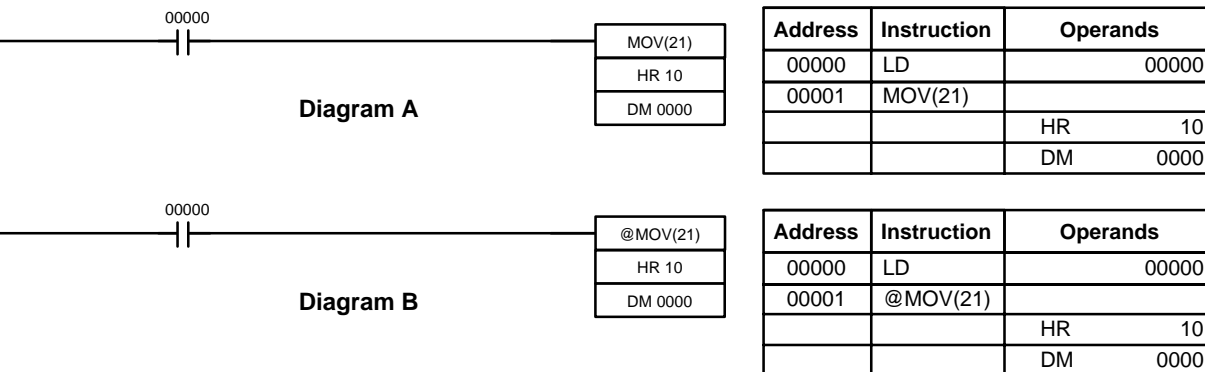 00000
MOV(21)
HR 10
DM 0000
Diagram A
Address Instruction Operands
00000 LD 00000
00001 MOV(21)
HR 10
DM 0000
00000
@MOV(21)
HR 10
DM 0000
Diagram B
Address Instruction Operands
00000 LD 00000
00001 @MOV(21)
HR 10
DM 0000